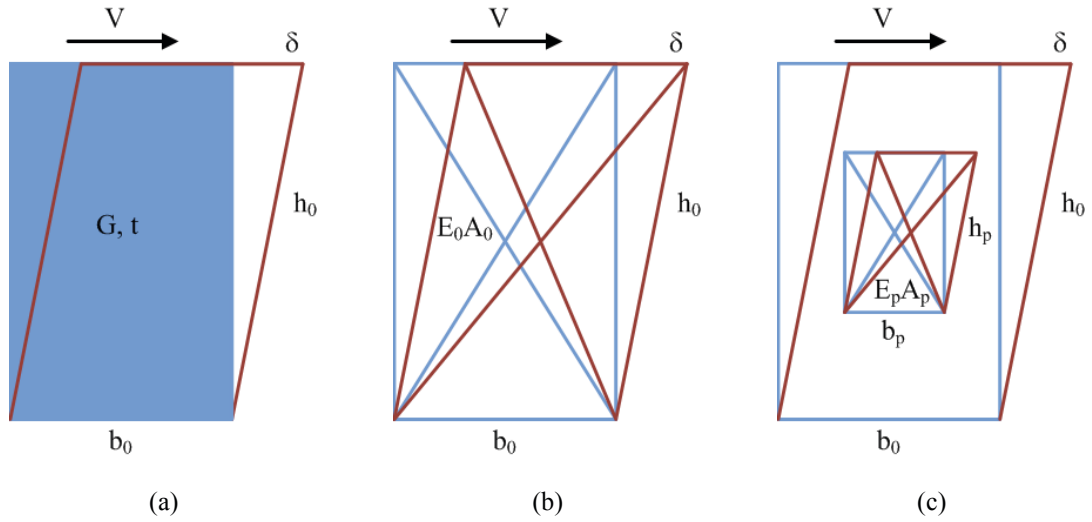 V
δ
G, t
h₀
b₀
(a)
V
δ
E₀A₀
h₀
b₀
(b)
V
δ
hₚ
h₀
EₚAₚ
bₚ
b₀
(c)